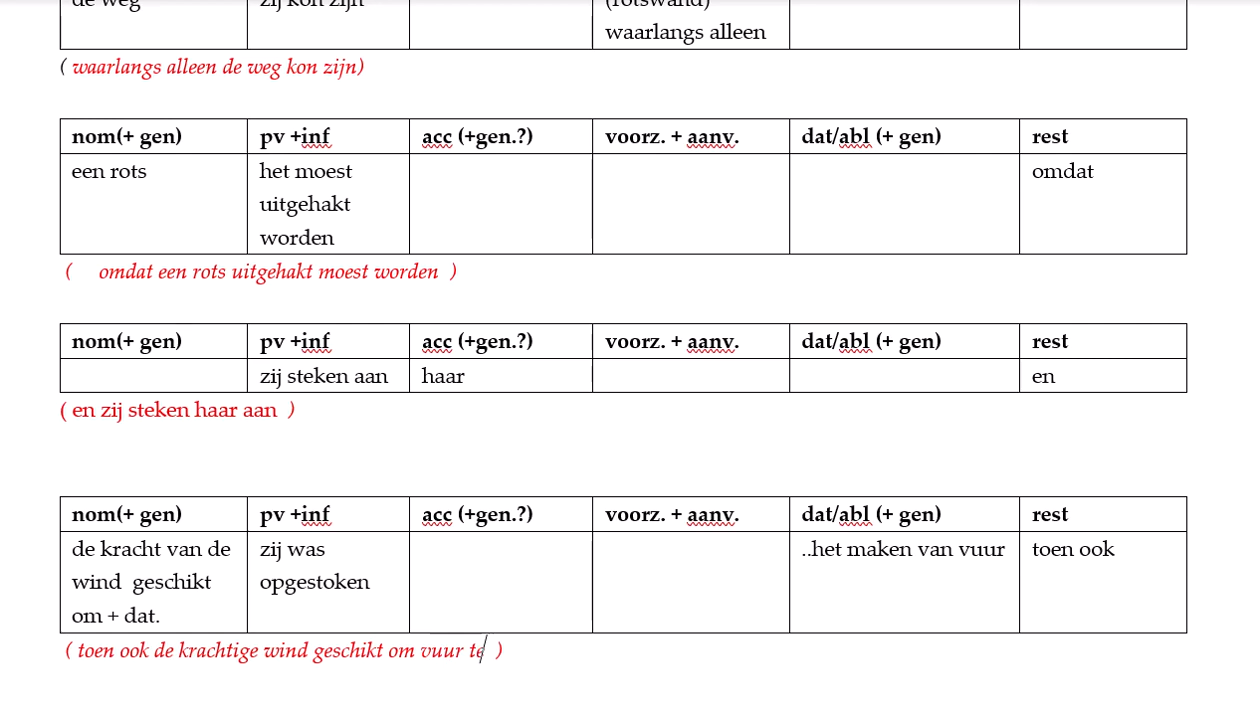 de weg zij kon zijn (rotswand)
waarlangs alleen
( waarlangs alleen de weg kon zijn)
nom(+ gen) pv +inf acc (+gen.?) voorz. + aanv. dat/abl (+ gen) rest
een rots het moest omdat
uitgehakt
worden
( omdat een rots uitgehakt moest worden )
nom(+ gen) pv +inf acc (+gen.?) voorz. + aanv. dat/abl (+ gen) rest
zij steken aan haar en
( en zij steken haar aan )
nom(+ gen) pv +inf acc (+gen.?) voorz. + aanv. dat/abl (+ gen) rest
de kracht van de zij was ..het maken van vuur toen ook
wind geschikt opgestoken
om + dat.
( toen ook de krachtige wind geschikt om vuur te )